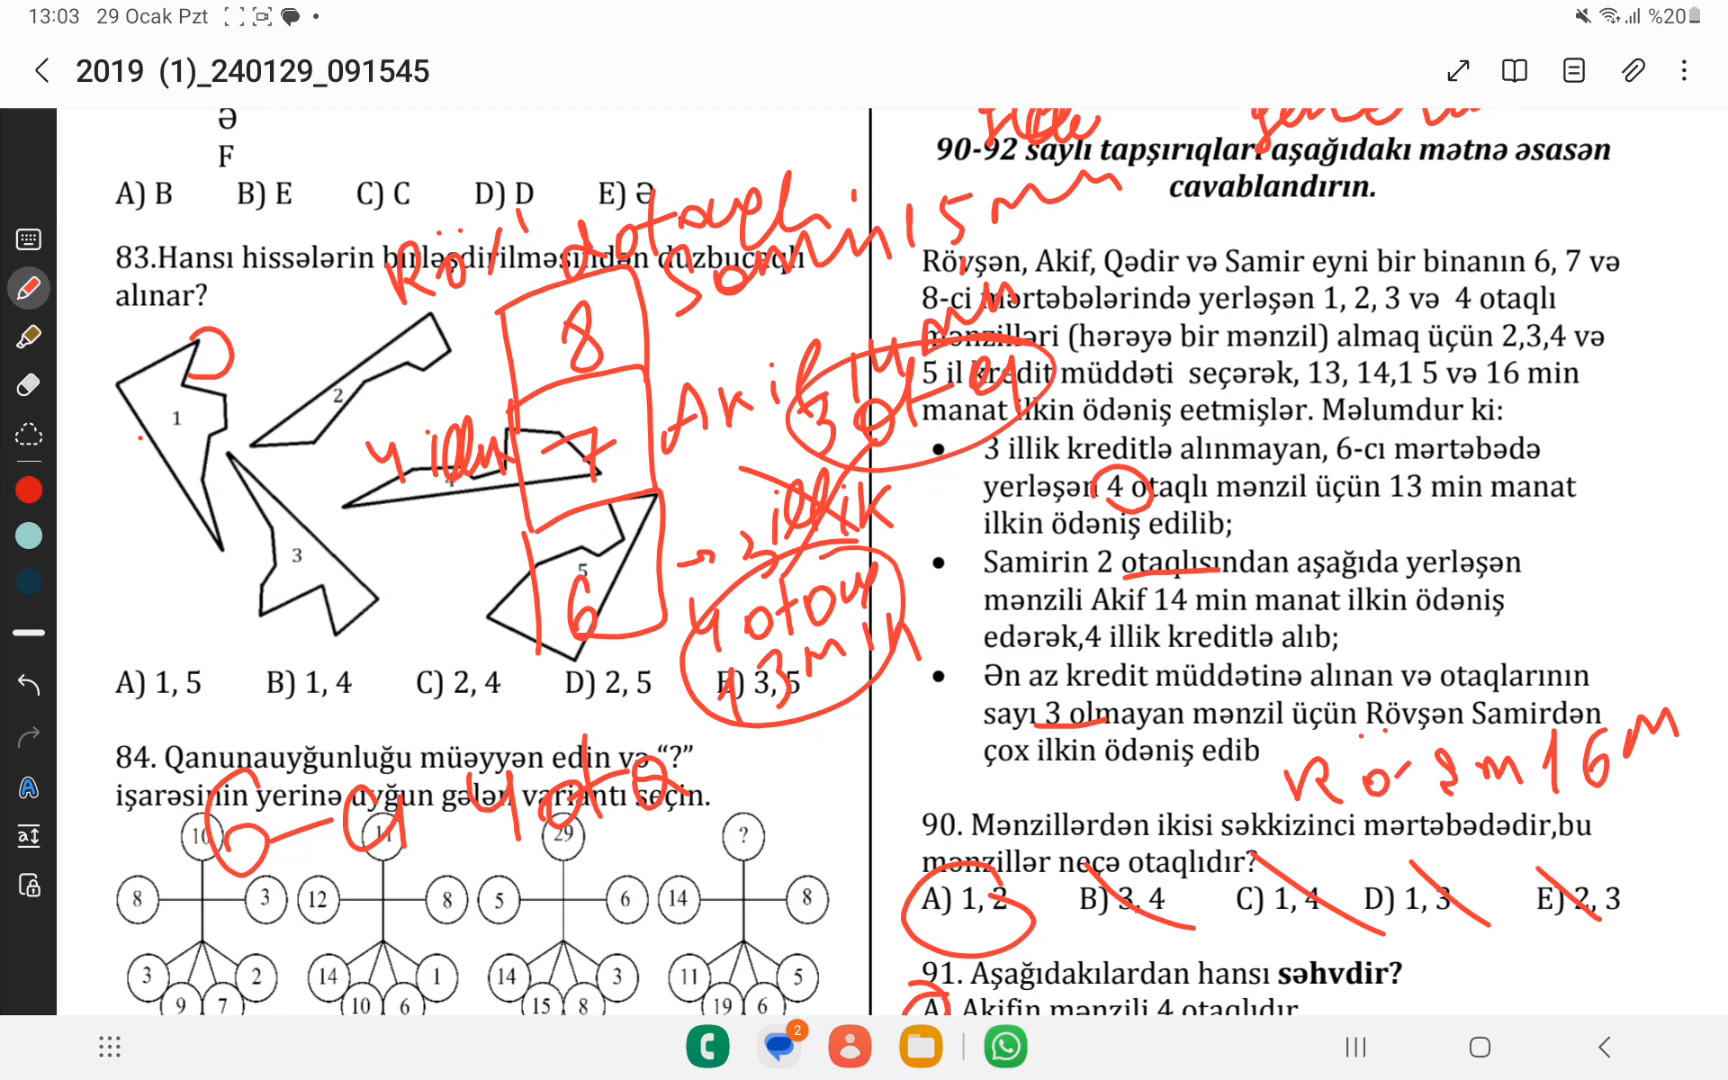 13:03 29 Ocak Pzt
%20
2019 (1)_240129_091545
Ə
F
A) B B) E C) C D) D E) Ə
83.Hansı hissələrin birləşdirilməsindən düzbucaqlı
alınar?
1
2
3
4
5
A) 1, 5 B) 1, 4 C) 2, 4 D) 2, 5 E) 3, 5
84. Qanunauyğunluğu müəyyən edin və “?”
işarəsinin yerinə uyğun gələn variantı seçin.
10 11 29 ?
8 3 12 8 5 6 14 8
3 2 14 1 14 3 11 5
9 7 10 6 15 8 19 6
8
7
6
4 illik
Akif 14 min
3 otaq
3 illik
4 otaq
13 min
Samir 15 min
6-cı 4 ota
90-92 saylı tapşırıqları aşağıdakı mətnə əsasən
cavablandırın.
Rövşən, Akif, Qədir və Samir eyni bir binanın 6, 7 və
8-ci mərtəbələrində yerləşən 1, 2, 3 və 4 otaqlı
mənzilləri (hərəyə bir mənzil) almaq üçün 2,3,4 və
5 il kredit müddəti seçərək, 13, 14,1 5 və 16 min
manat ilkin ödəniş eetmişlər. Məlumdur ki:
• 3 illik kreditlə alınmayan, 6-cı mərtəbədə
yerləşən 4 otaqlı mənzil üçün 13 min manat
ilkin ödəniş edilib;
• Samirin 2 otaqlısından aşağıda yerləşən
mənzili Akif 14 min manat ilkin ödəniş
edərək,4 illik kreditlə alıb;
• Ən az kredit müddətinə alınan və otaqlarının
sayı 3 olmayan mənzil üçün Rövşən Samirdən
çox ilkin ödəniş edib
90. Mənzillərdən ikisi səkkizinci mərtəbədədir,bu
mənzillər neçə otaqlıdır?
A) 1, 2 B) 3, 4 C) 1, 4 D) 1, 3 E) 2, 3
91. Aşağıdakılardan hansı səhvdir?
A) Akifin mənzili 4 otaqlıdır
2